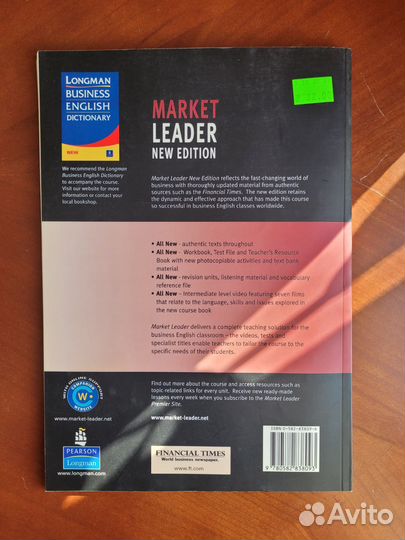 LONGMAN
BUSINESS
ENGLISH
DICTIONARY
NEW
We recommend the Longman
Business English Dictionary
to accompany the course.
Visit our website for more
information or contact your
local bookshop.
MARKET
LEADER
NEW EDITION
Market Leader New Edition reflects the fast-changing world of
business with thoroughly updated material from authentic
sources such as the Financial Times. The new edition retains
the dynamic and effective approach that has made this course
so successful in business English classes worldwide.
• All New - authentic texts throughout
• All New - Workbook, Test File and Teacher's Resource
Book with new photocopiable activities and text bank
material
• All New - revision units, listening material and vocabulary
reference file
• All New - Intermediate level video featuring seven films
that relate to the language, skills and issues explored in
the new course book
Market Leader delivers a complete teaching solution for the
business English classroom – the videos, tests and
specialist titles enable teachers to tailor the course to the
specific needs of their students.
Find out more about the course and access resources such as
topic-related links for every unit. Receive new ready-made
lessons every week when you subscribe to the Market Leader
Premier Site.
www.market-leader.net
COMPANION
W
WEBSITE
www.market-leader.net
PEARSON
Longman
www.longman.com
FINANCIAL TIMES
World business newspaper.
www.ft.com
ISBN 0-582-83809-6
9 780582 838093
Avito